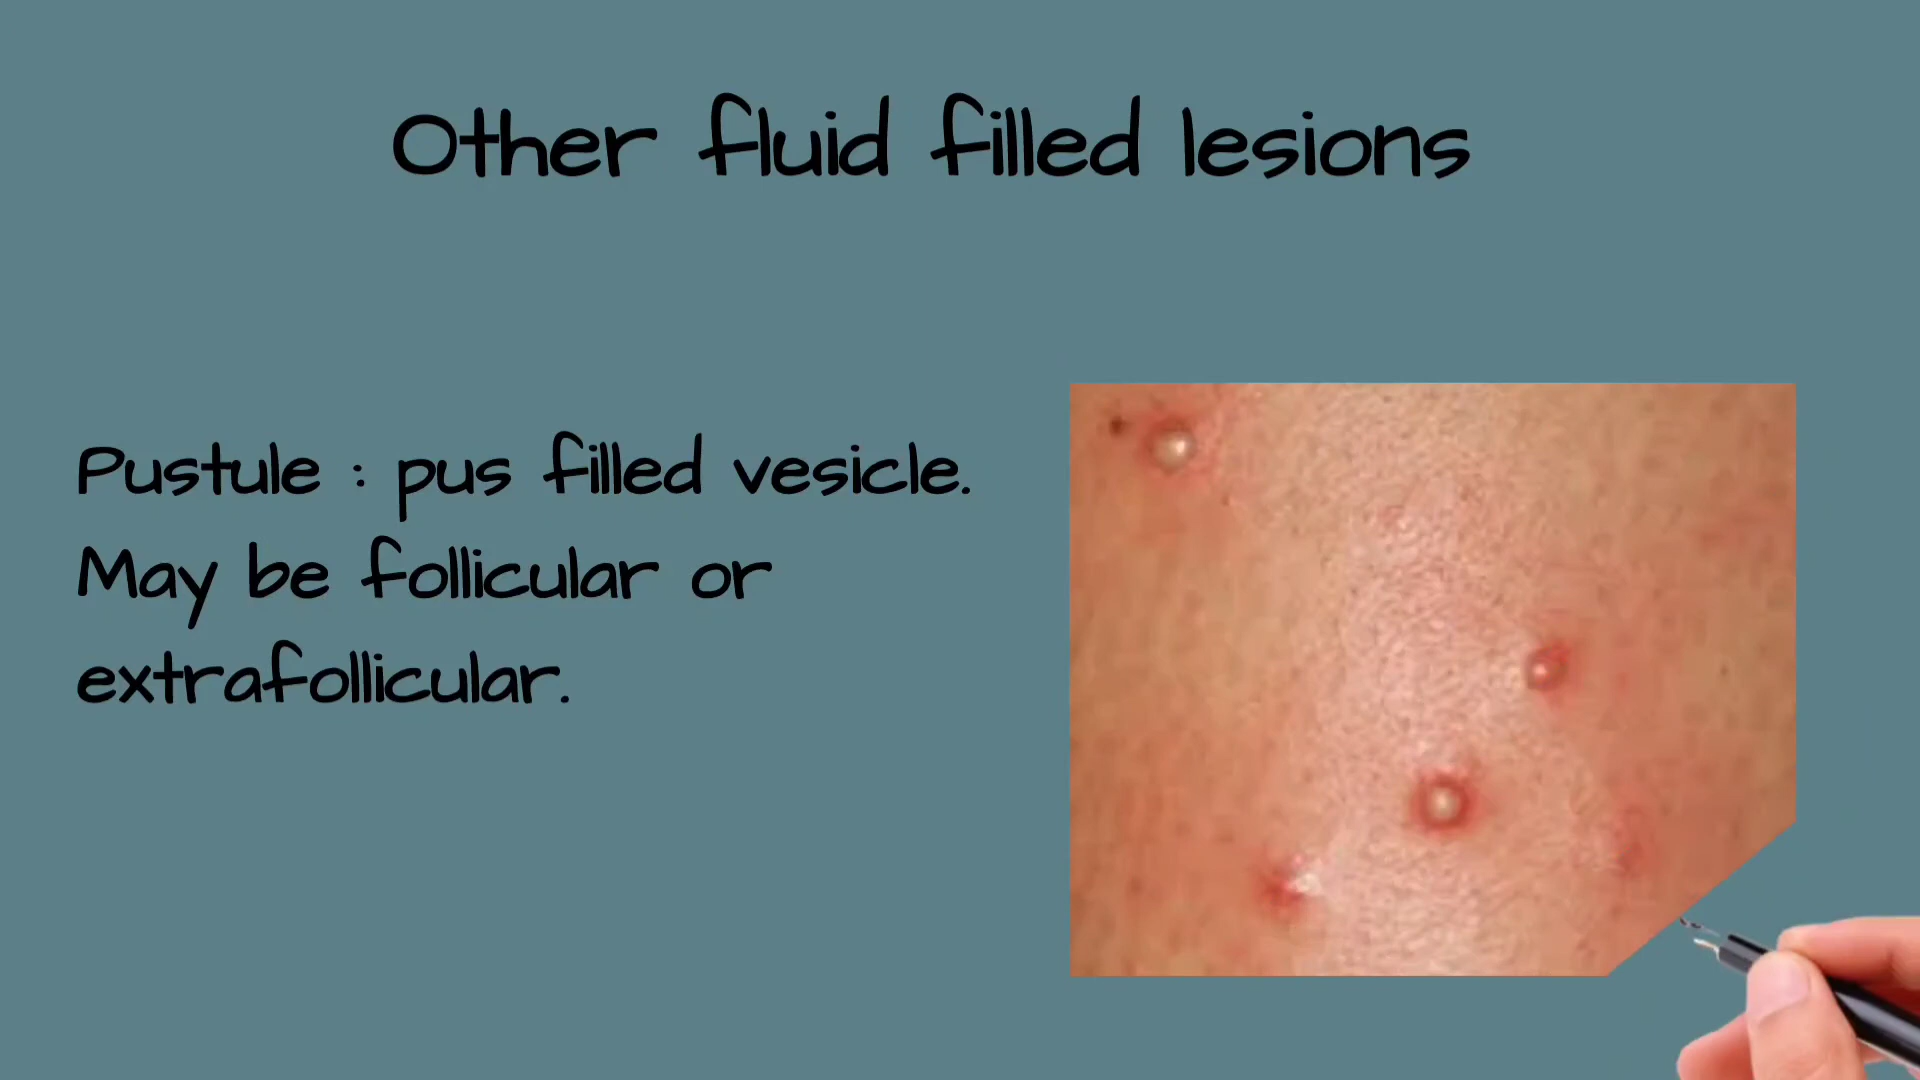 Other fluid filled lesions
Pustule : pus filled vesicle.
May be follicular or
extrafollicular.